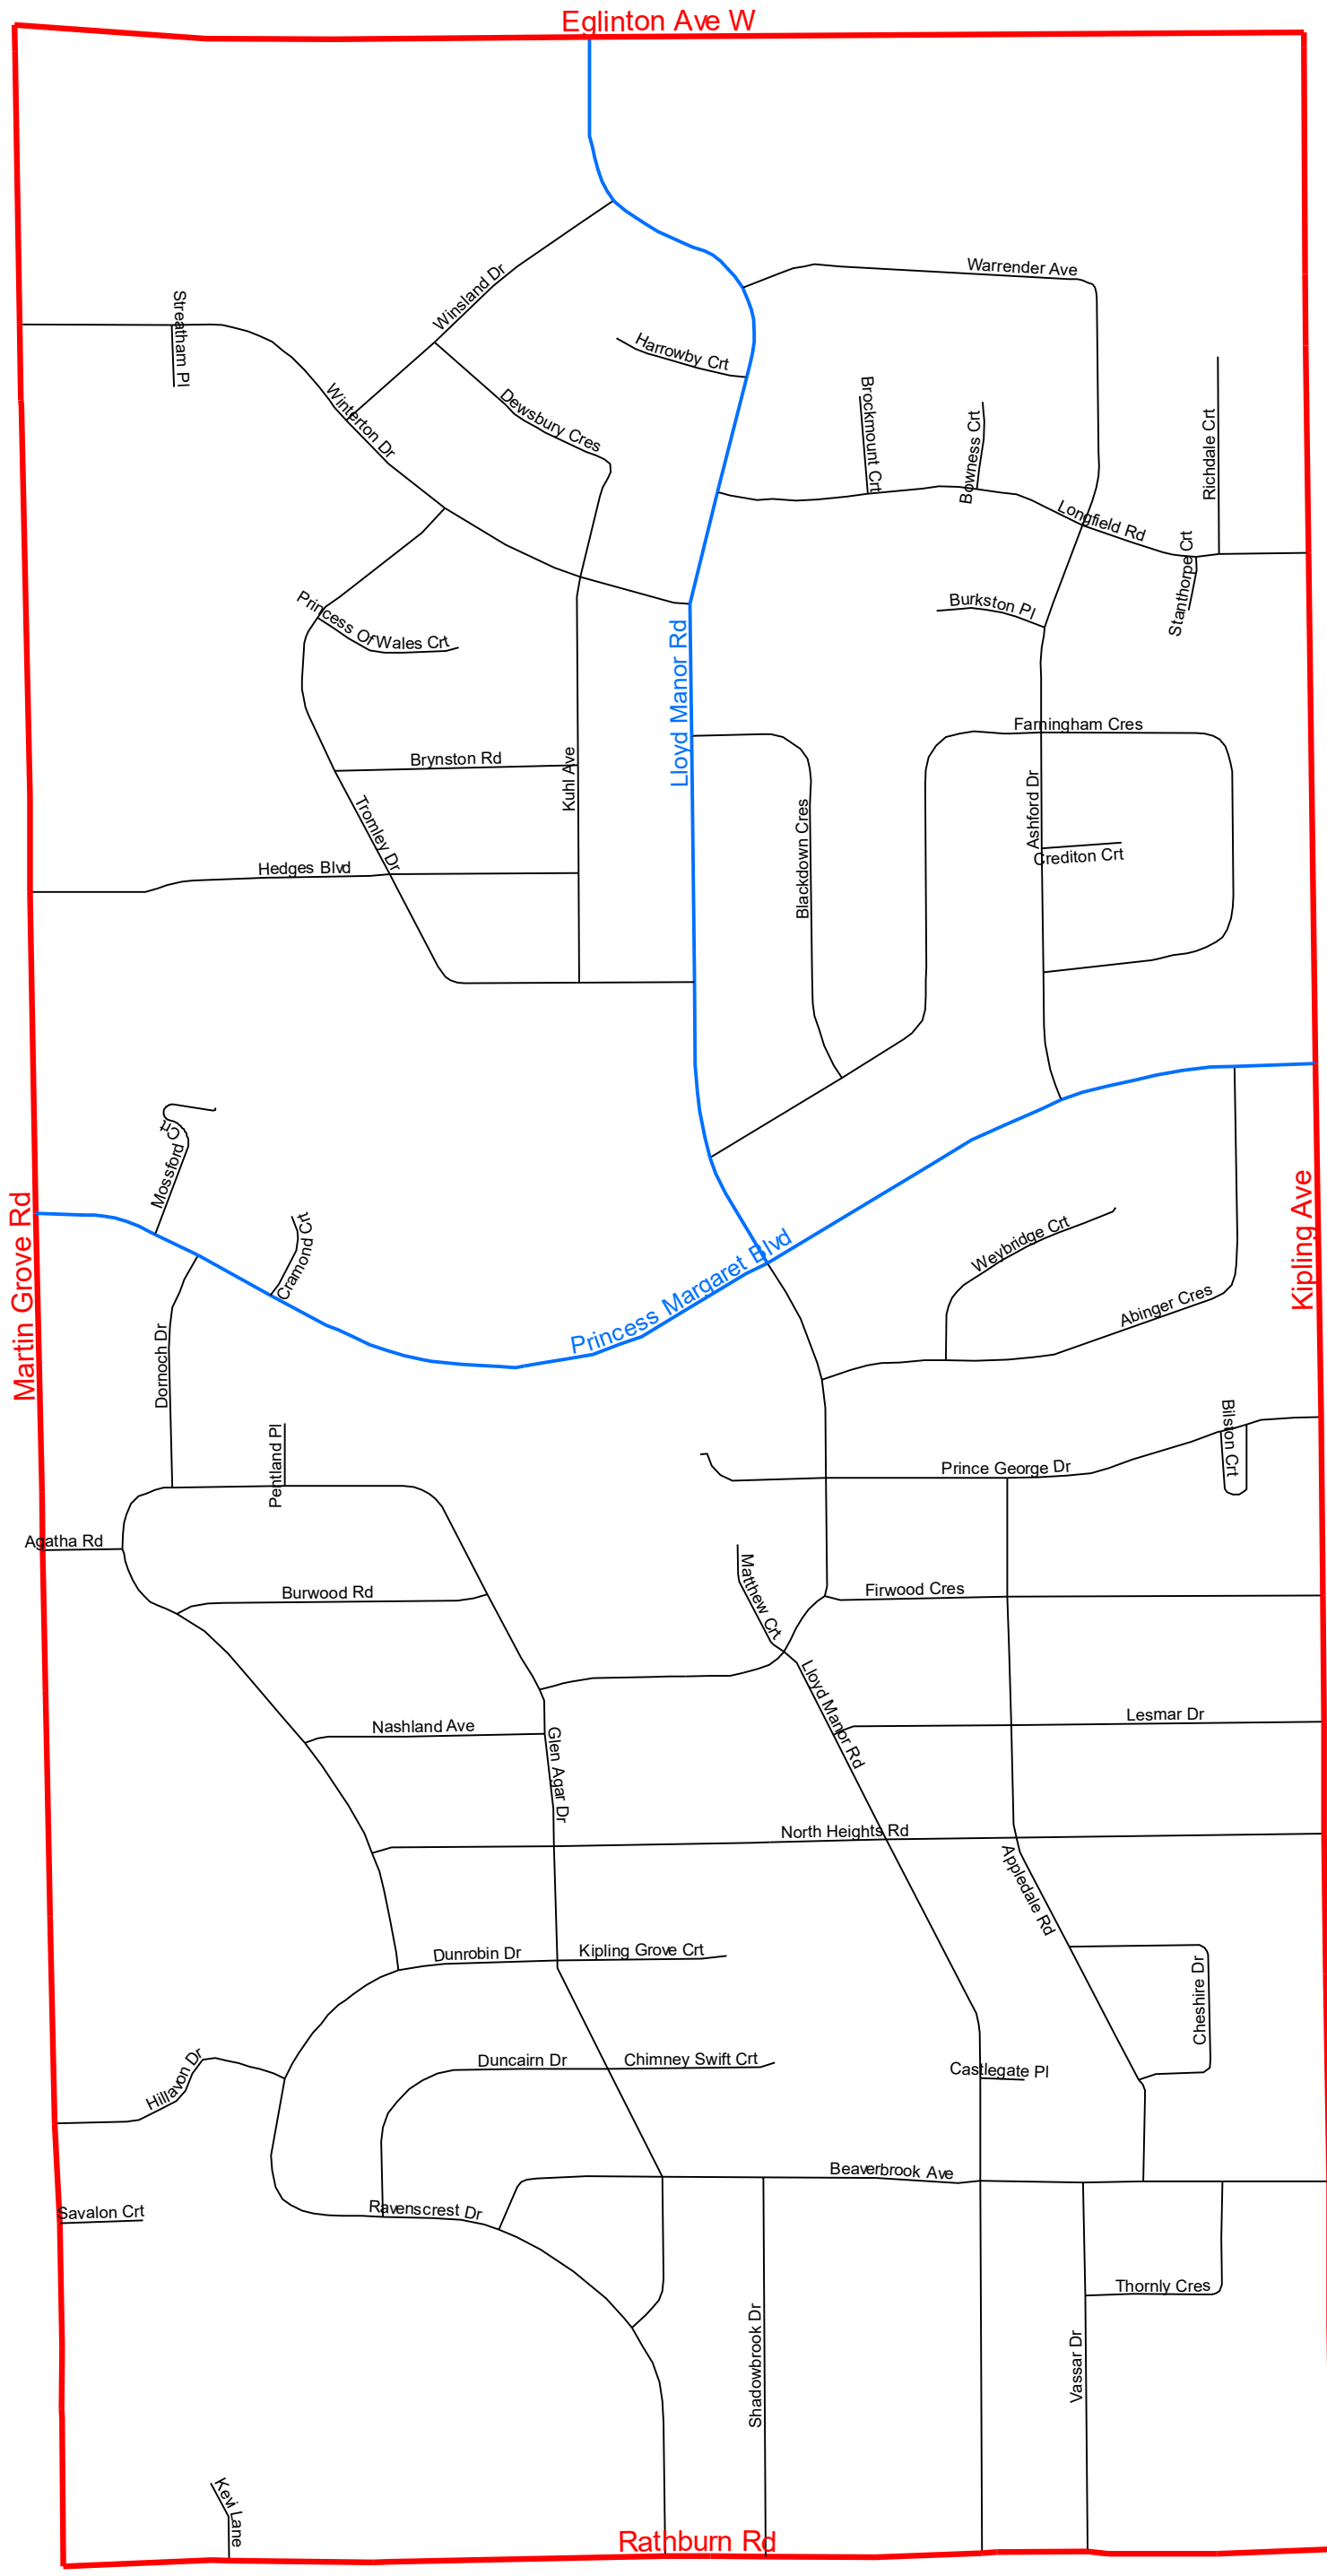 Eglinton Ave W
Warrender Ave
Winsland Dr
Streatham Pl
Harrowby Crt
Winterton Dr
Dewsbury Cres
Brockmount Crt
Bowness Crt
Richdale Crt
Longfield Rd
Stanthorpe Crt
Princess Of Wales Crt
Burkston Pl
Lloyd Manor Rd
Farningham Cres
Brynston Rd
Kuhl Ave
Tromley Dr
Blackdown Cres
Ashford Dr
Crediton Crt
Hedges Blvd
Mossford Crt
Martin Grove Rd
Cramond Crt
Princess Margaret Blvd
Weybridge Crt
Kipling Ave
Abinger Cres
Dornoch Dr
Pentland Pl
Prince George Dr
Bilston Crt
Agatha Rd
Burwood Rd
Matthew Crt
Firwood Cres
Lloyd Manor Rd
Lesmar Dr
Nashland Ave
Glen Agar Dr
North Heights Rd
Appledale Rd
Dunrobin Dr
Kipling Grove Crt
Cheshire Dr
Hillavon Dr
Duncairn Dr
Chimney Swift Crt
Castlegate Pl
Beaverbrook Ave
Savalon Crt
Ravenscrest Dr
Thornly Cres
Shadowbrook Dr
Vassar Dr
Kevi Lane
Rathburn Rd